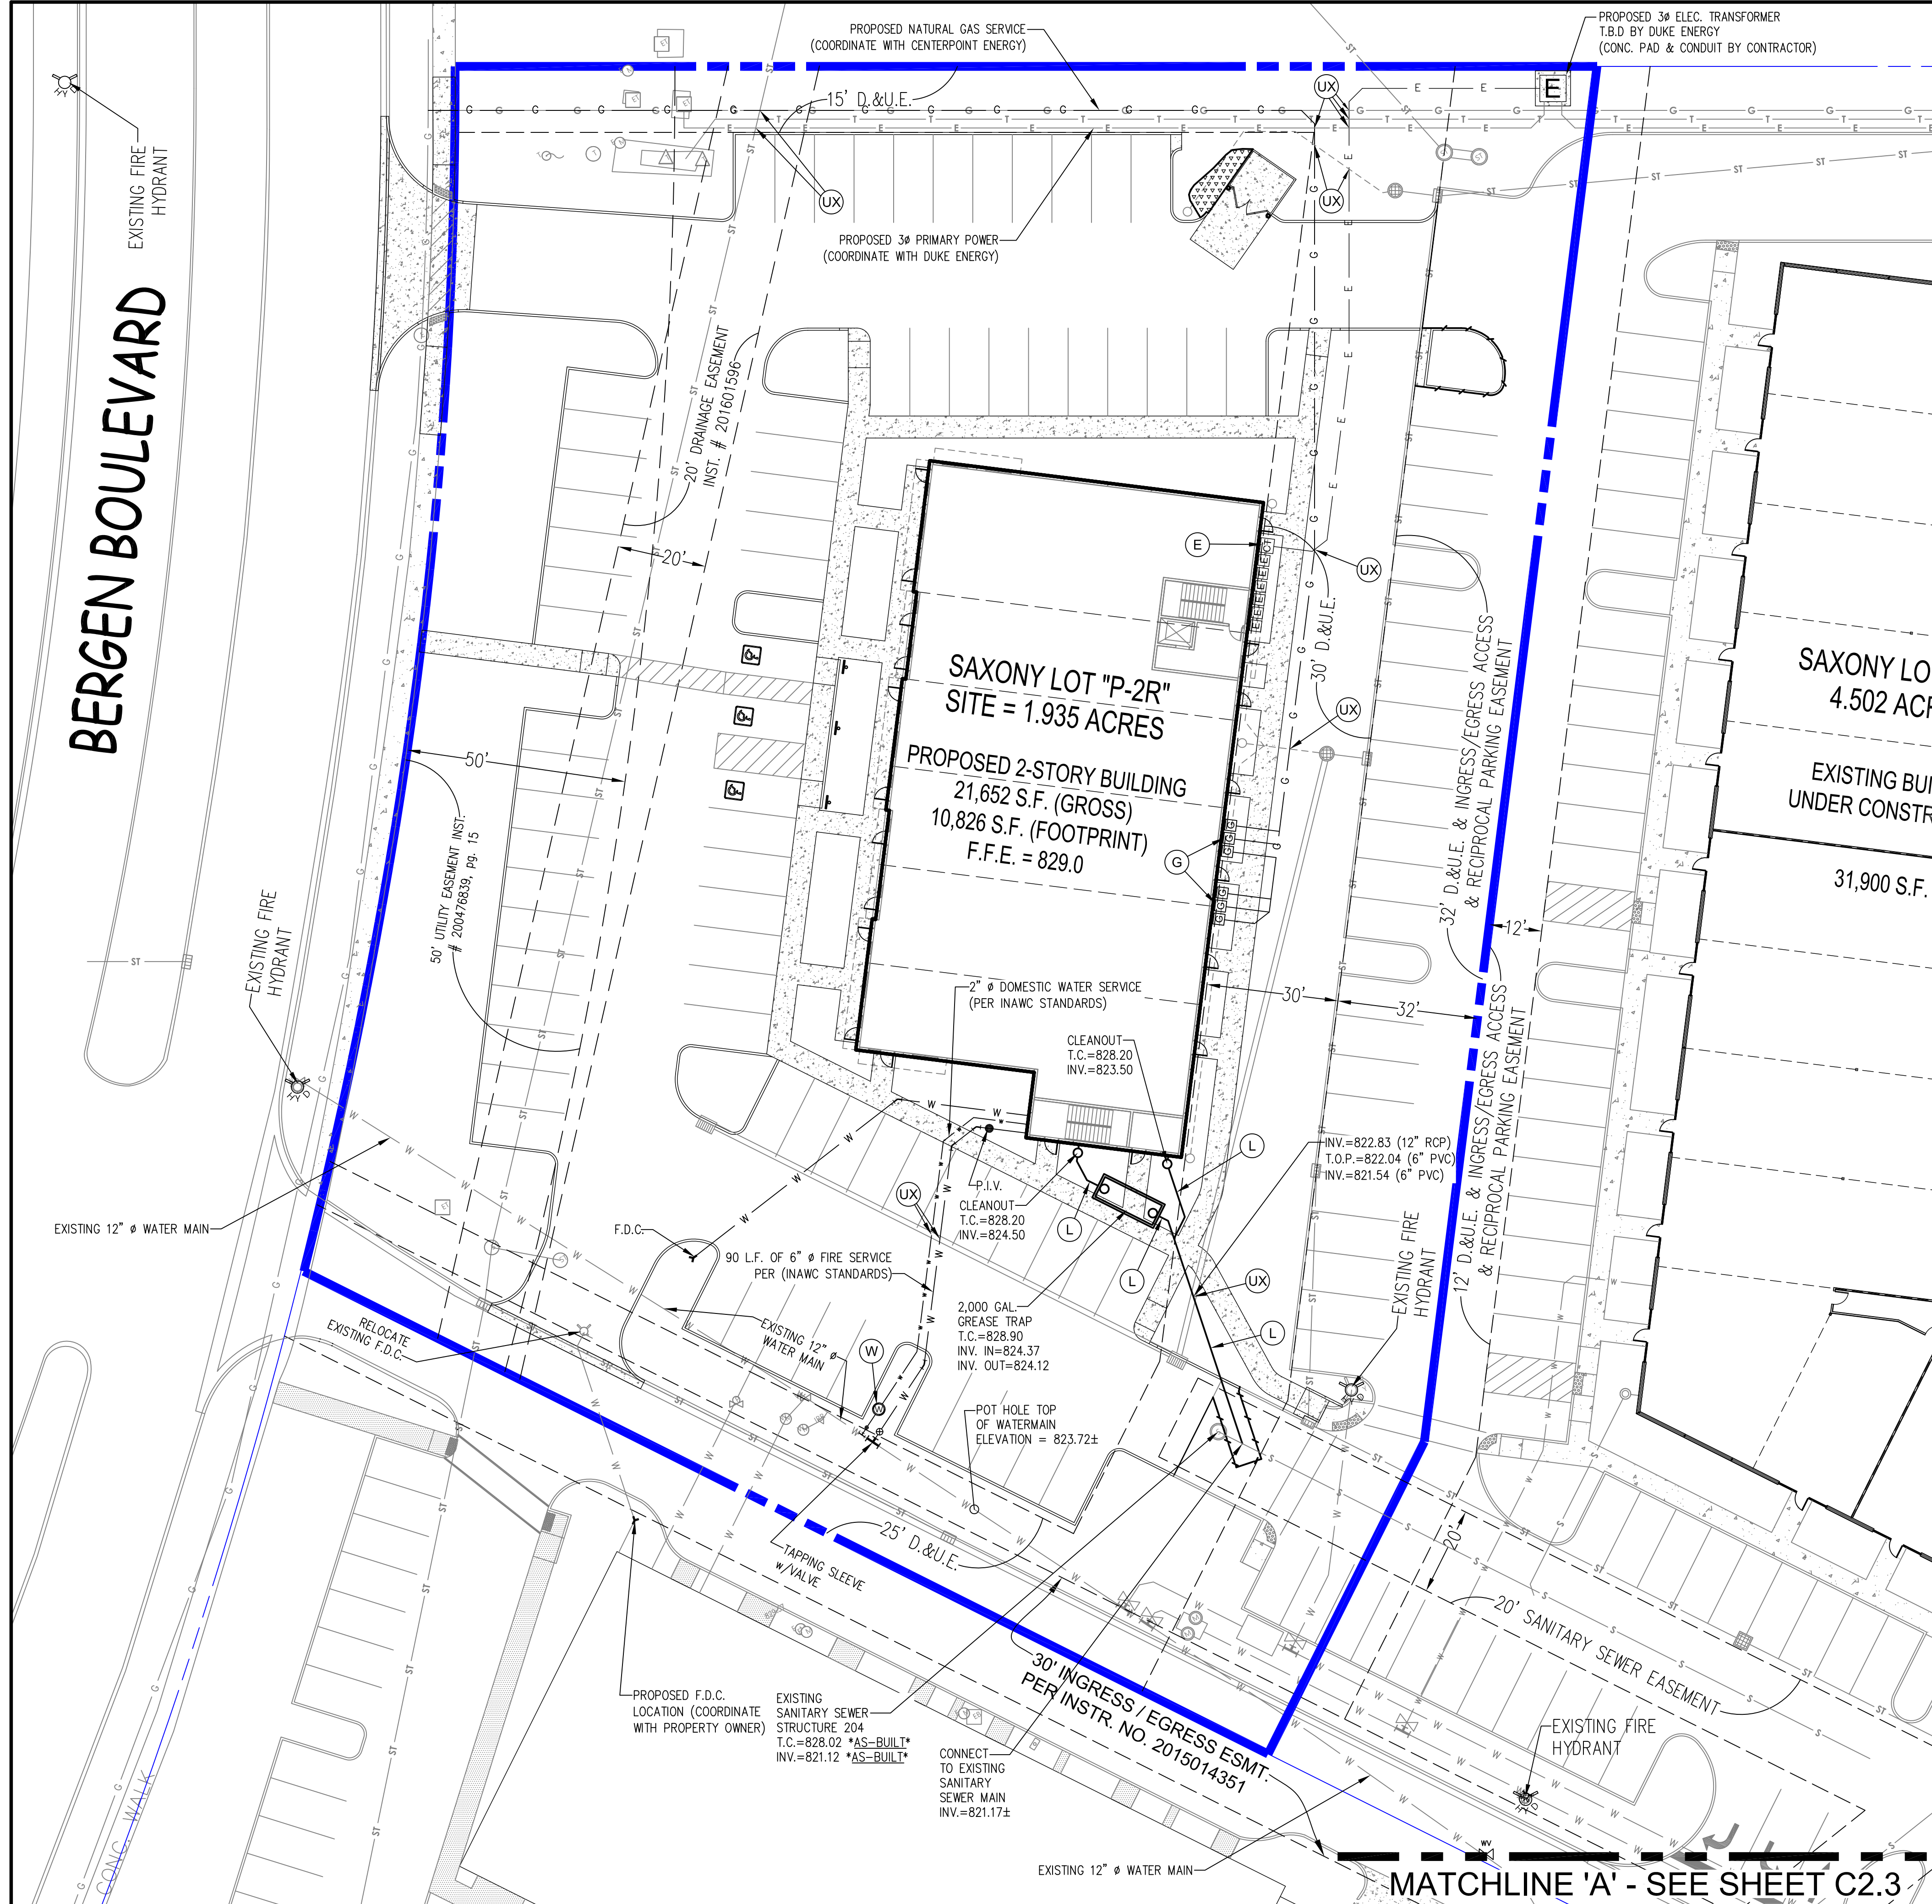 PROPOSED NATURAL GAS SERVICE
(COORDINATE WITH CENTERPOINT ENERGY)
PROPOSED 3ø ELEC. TRANSFORMER
T.B.D BY DUKE ENERGY
(CONC. PAD & CONDUIT BY CONTRACTOR)
E
15' D.&U.E.
UX
UX
UX
EXISTING FIRE
HYDRANT
PROPOSED 3ø PRIMARY POWER
(COORDINATE WITH DUKE ENERGY)
BERGEN BOULEVARD
20' DRAINAGE EASEMENT
INST. # 201601596
20'
E
UX
30' D.&U.E.
SAXONY LOT "P-2R"
SITE = 1.935 ACRES
PROPOSED 2-STORY BUILDING
21,652 S.F. (GROSS)
10,826 S.F. (FOOTPRINT)
F.F.E. = 829.0
UX
G
32' D.&U.E. & INGRESS/EGRESS ACCESS
& RECIPROCAL PARKING EASEMENT
SAXONY LO
4.502 ACR
EXISTING BUI
UNDER CONSTR
31,900 S.F.
50'
50' UTILITY EASEMENT INST.
# 200476839, pg. 15
EXISTING FIRE
HYDRANT
12'
30'
32'
2" ø DOMESTIC WATER SERVICE
(PER INAWC STANDARDS)
CLEANOUT
T.C.=828.20
INV.=823.50
12' D.&U.E. & INGRESS/EGRESS ACCESS
& RECIPROCAL PARKING EASEMENT
INV.=822.83 (12" RCP)
T.O.P.=822.04 (6" PVC)
INV.=821.54 (6" PVC)
L
P.I.V.
UX
CLEANOUT
T.C.=828.20
INV.=824.50
L
L
UX
L
EXISTING FIRE
HYDRANT
EXISTING 12" ø WATER MAIN
F.D.C.
90 L.F. OF 6" ø FIRE SERVICE
PER (INAWC STANDARDS)
2,000 GAL.
GREASE TRAP
T.C.=828.90
INV. IN=824.37
INV. OUT=824.12
RELOCATE
EXISTING F.D.C.
EXISTING 12" ø
WATER MAIN
W
POT HOLE TOP
OF WATERMAIN
ELEVATION = 823.72±
25' D.&U.E.
TAPPING SLEEVE
w/VALVE
20'
20' SANITARY SEWER EASEMENT
30' INGRESS / EGRESS ESMT.
PER INSTR. NO. 2015014351
PROPOSED F.D.C.
LOCATION (COORDINATE
WITH PROPERTY OWNER)
EXISTING
SANITARY SEWER
STRUCTURE 204
T.C.=828.02 *AS-BUILT*
INV.=821.12 *AS-BUILT*
CONNECT
TO EXISTING
SANITARY
SEWER MAIN
INV.=821.17±
EXISTING FIRE
HYDRANT
CONC. WALK
EXISTING 12" ø WATER MAIN
WV
MATCHLINE 'A' - SEE SHEET C2.3